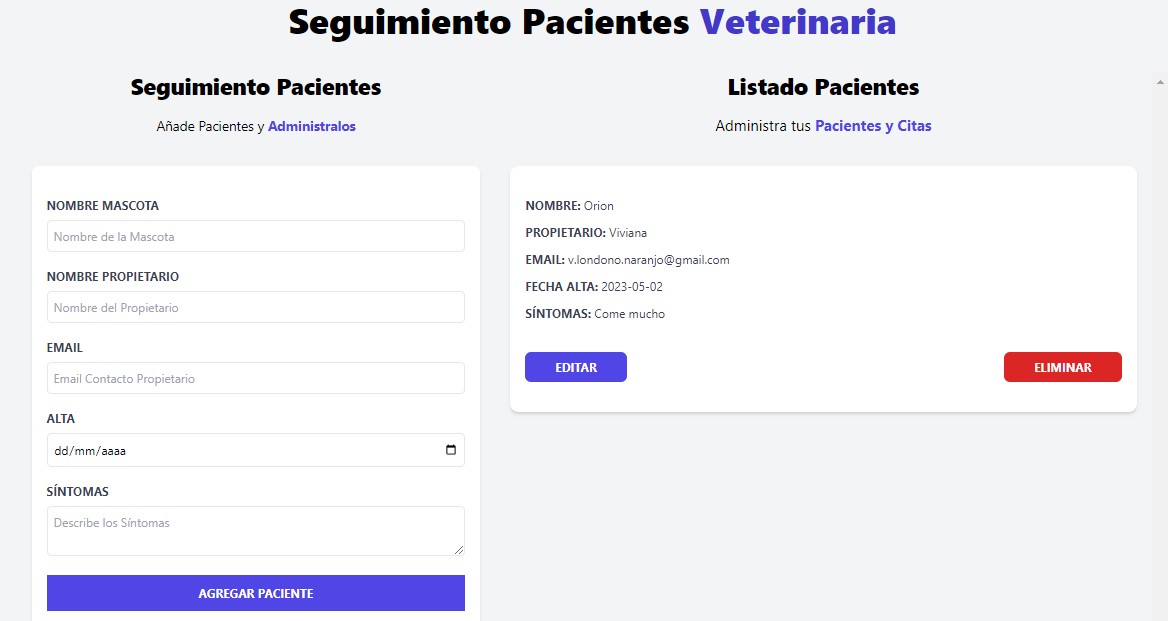 Seguimiento Pacientes Veterinaria
Seguimiento Pacientes
Añade Pacientes y Administralos
NOMBRE MASCOTA
Nombre de la Mascota
NOMBRE PROPIETARIO
Nombre del Propietario
EMAIL
Email Contacto Propietario
ALTA
dd/mm/aaaa
SÍNTOMAS
Describe los Síntomas
AGREGAR PACIENTE
Listado Pacientes
Administra tus Pacientes y Citas
NOMBRE: Orion
PROPIETARIO: Viviana
EMAIL: v.londono.naranjo@gmail.com
FECHA ALTA: 2023-05-02
SÍNTOMAS: Come mucho
EDITAR
ELIMINAR